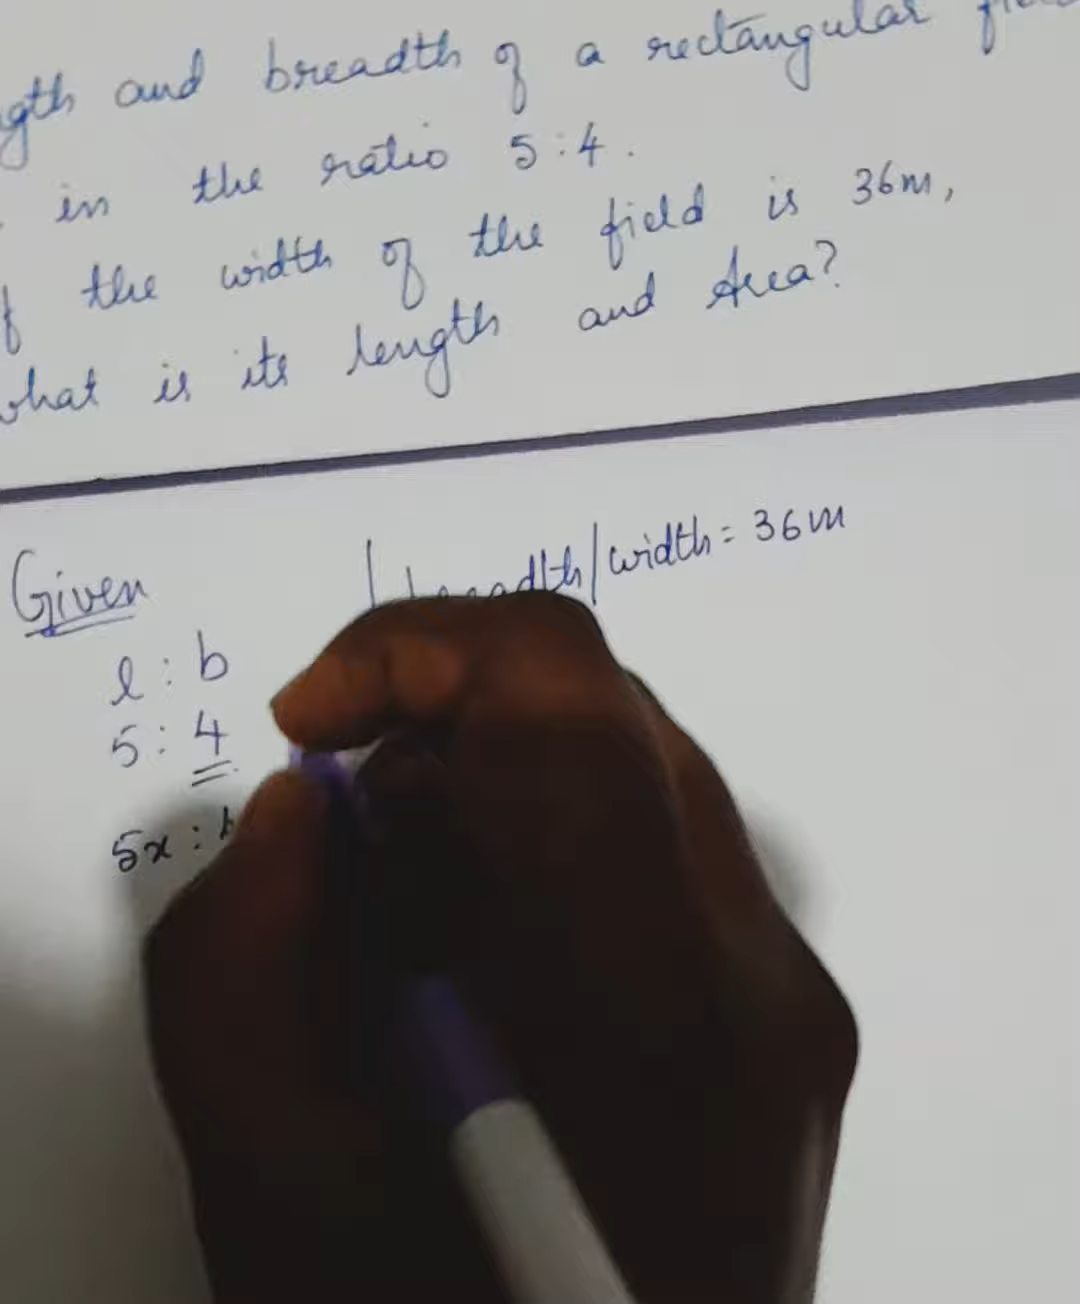 and breadth of a rectangular
in the ratio 5:4.
the width of the field is 36m,
what is its length and Area?
Given
breadth/width = 36m
l : b
5 : 4
5x :